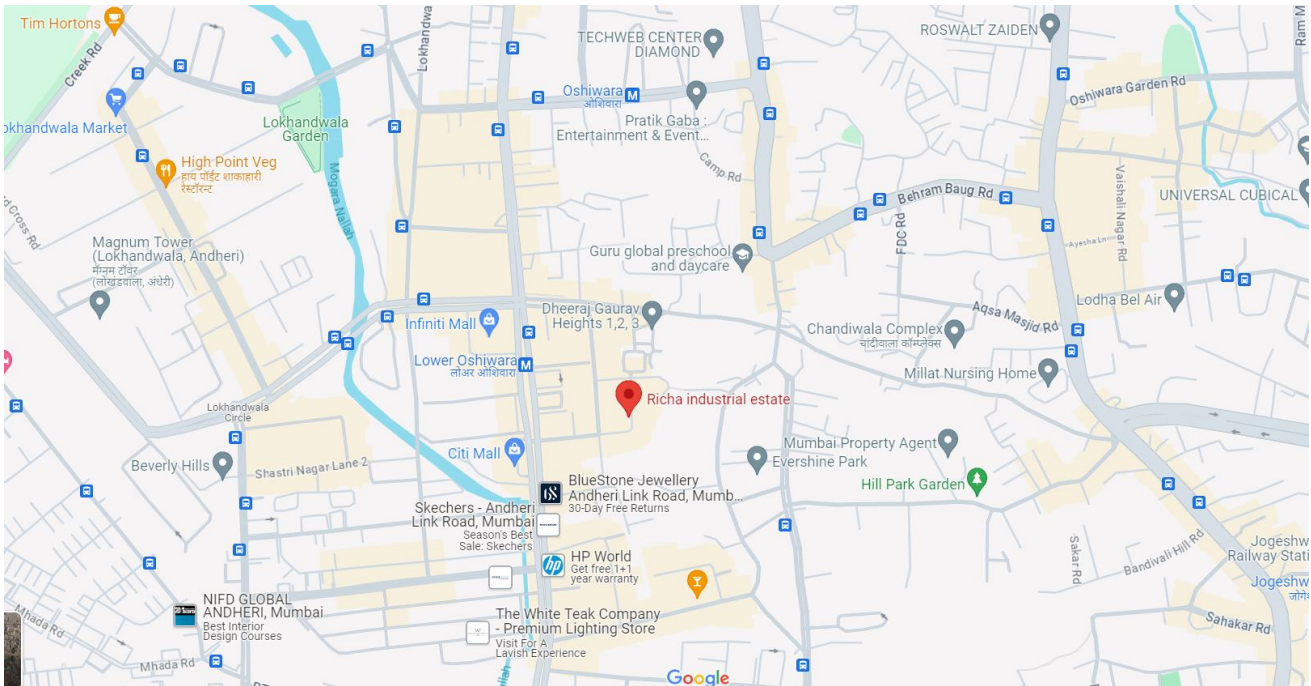 Tim Hortons
Creek Rd
Lokhandwala Market
High Point Veg
हाय पॉईंट शाकाहारी
रेस्टॉरन्ट
Lokhandwala
Garden
Mogara Nallah
TECHWEB CENTER
DIAMOND
Oshiwara
ओशिवारा
Pratik Gaba :
Entertainment & Event...
Camp Rd
ROSWALT ZAIDEN
Oshiwara Garden Rd
Behram Baug Rd
FDC Rd
Vaishali Nagar Rd
Ayesha Ln
UNIVERSAL CUBICAL
Cross Rd
Magnum Tower
(Lokhandwala, Andheri)
मॅग्नम टॉवर
(लोखंडवाला, अंधेरी)
Guru global preschool
and daycare
Dheeraj Gaurav
Heights 1,2, 3
Infiniti Mall
Lower Oshiwara
लोअर ओशिवारा
Lodha Bel Air
Aqsa Masjid Rd
Chandiwala Complex
चांदीवाला कॉम्प्लेक्स
Millat Nursing Home
Richa industrial estate
Lokhandwala
Circle
Beverly Hills
Shastri Nagar Lane 2
Citi Mall
Mumbai Property Agent
Evershine Park
Hill Park Garden
BlueStone Jewellery
Andheri Link Road, Mumb...
30-Day Free Returns
Skechers - Andheri
Link Road, Mumbai
Season's Best
Sale: Skechers
HP World
Get free 1+1
year warranty
NIFD GLOBAL
ANDHERI, Mumbai
Best Interior
Design Courses
The White Teak Company
- Premium Lighting Store
Visit For A
Lavish Experience
Mhada Rd
Mhada Rd
Sakar Rd
Bandivali Hill Rd
Sahakar Rd
Railway
Google